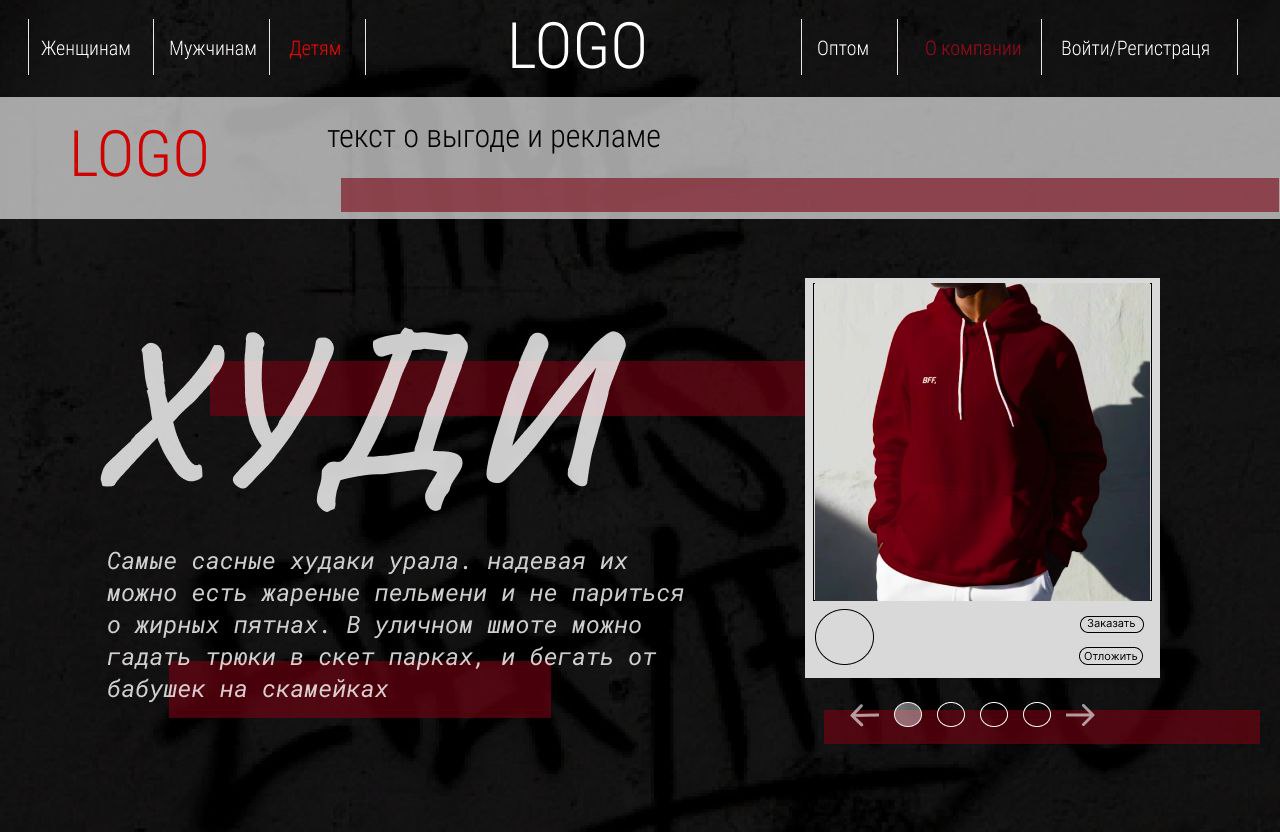 Женщинам
Мужчинам
Детям
LOGO
Оптом
О компании
Войти/Регистраця
LOGO
текст о выгоде и рекламе
ХУДИ
Самые сасные худаки урала. надевая их
можно есть жареные пельмени и не париться
о жирных пятнах. В уличном шмоте можно
гадать трюки в скет парках, и бегать от
бабушек на скамейках
BFF,
Заказать
Отложить